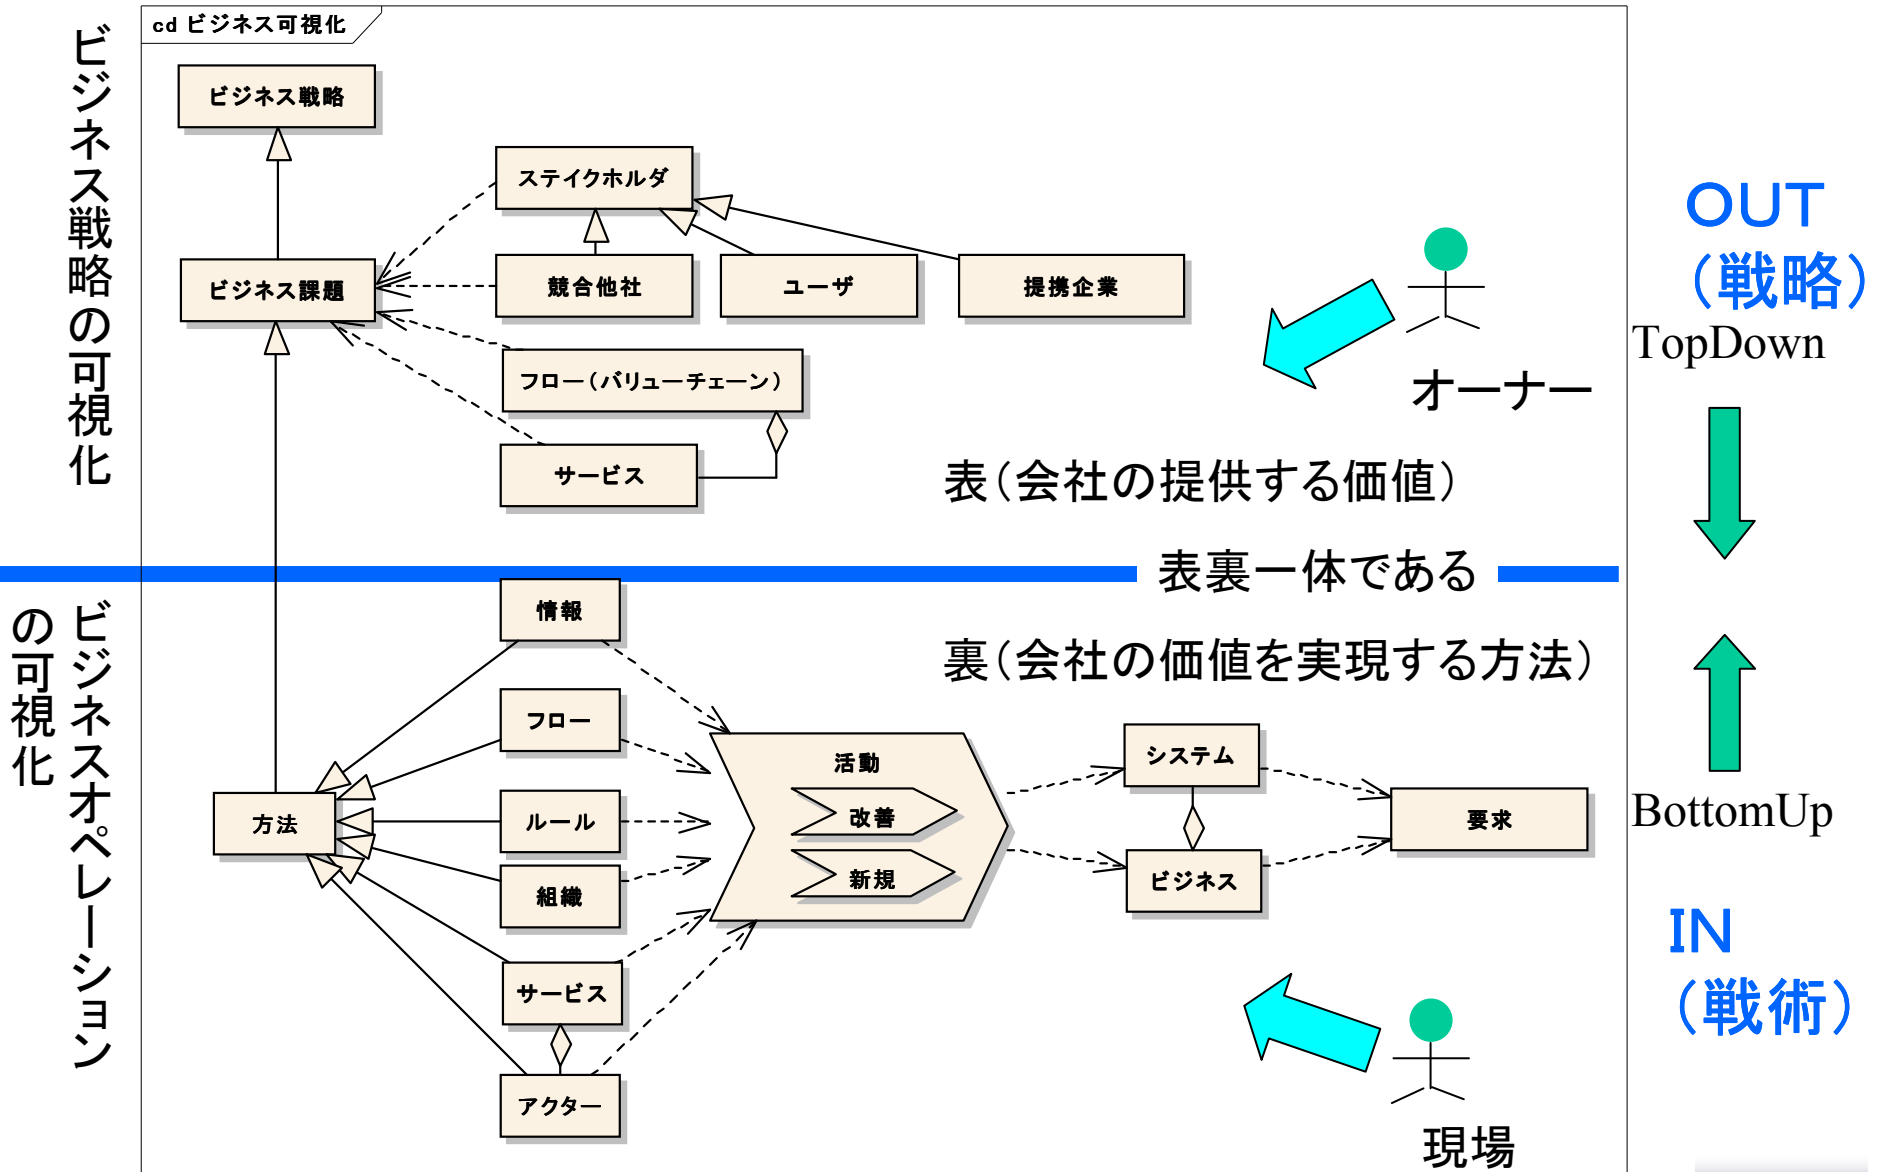 cd ビジネス可視化
ビジネス戦略の可視化
ビジネス戦略
ステイクホルダ
ビジネス課題
競合他社
ユーザ
提携企業
フロー（バリューチェーン）
サービス
オーナー
OUT
（戦略）
TopDown
表（会社の提供する価値）
表裏一体である
裏（会社の価値を実現する方法）
ビジネスオペレーション
の可視化
情報
フロー
方法
ルール
組織
サービス
アクター
活動
改善
新規
システム
ビジネス
要求
BottomUp
IN
（戦術）
現場